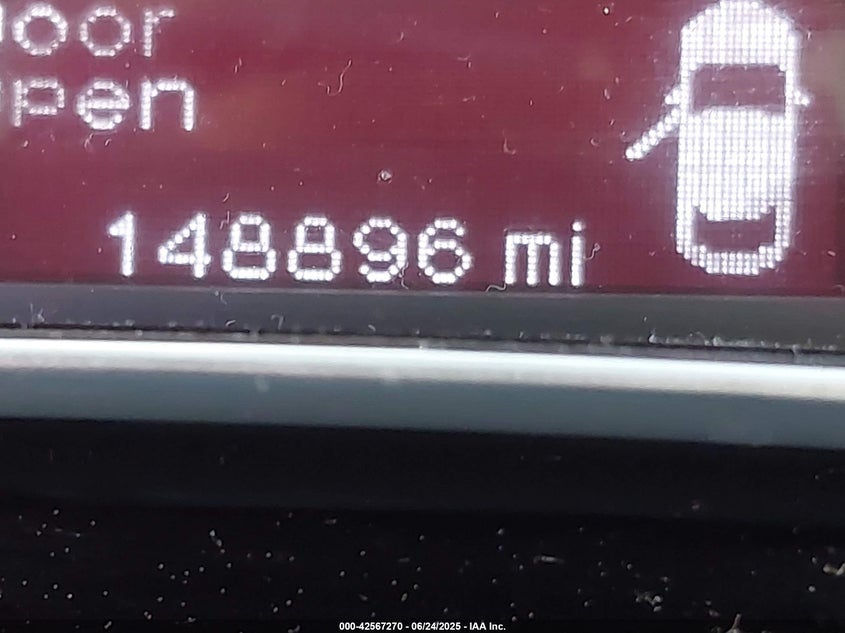 oor
pen
148896 mi
000-42567270 - 06/24/2025 - IAA Inc.